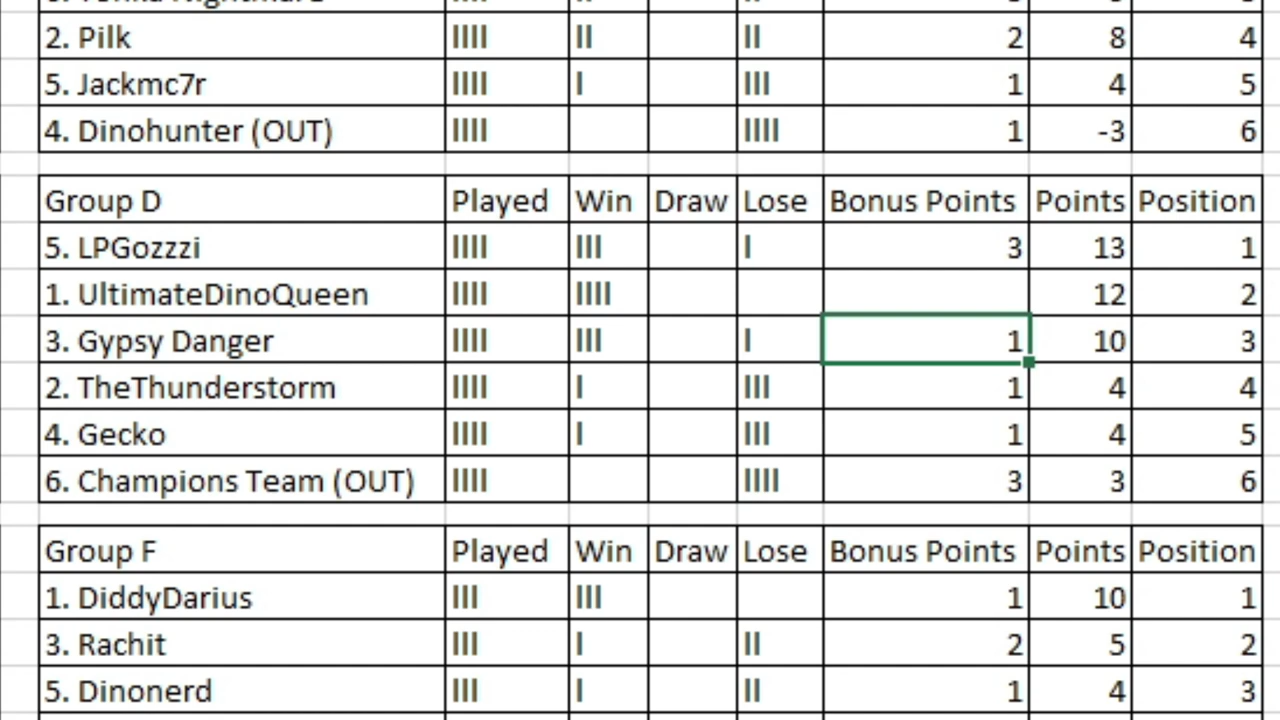 2. Pilk IIII II II 2 8 4
5. Jackmc7r IIII I III 1 4 5
4. Dinohunter (OUT) IIII IIII 1 -3 6
Group D Played Win Draw Lose Bonus Points Points Position
5. LPGozzzi IIII III I 3 13 1
1. UltimateDinoQueen IIII IIII 12 2
3. Gypsy Danger IIII III I 1 10 3
2. TheThunderstorm IIII I III 1 4 4
4. Gecko IIII I III 1 4 5
6. Champions Team (OUT) IIII IIII 3 3 6
Group F Played Win Draw Lose Bonus Points Points Position
1. DiddyDarius III III 1 10 1
3. Rachit III I II 2 5 2
5. Dinonerd III I II 1 4 3